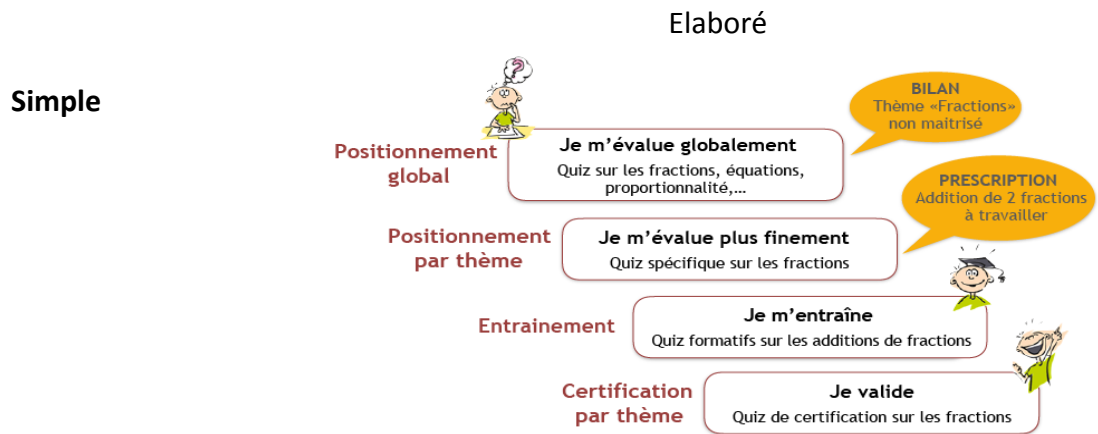 Elaboré
Simple
?
BILAN
Thème «Fractions»
non maitrisé
Positionnement
global
Je m’évalue globalement
Quiz sur les fractions, équations,
proportionnalité,...
PRESCRIPTION
Addition de 2 fractions
à travailler
Positionnement
par thème
Je m’évalue plus finement
Quiz spécifique sur les fractions
Entrainement
Je m’entraîne
Quiz formatifs sur les additions de fractions
Certification
par thème
Je valide
Quiz de certification sur les fractions